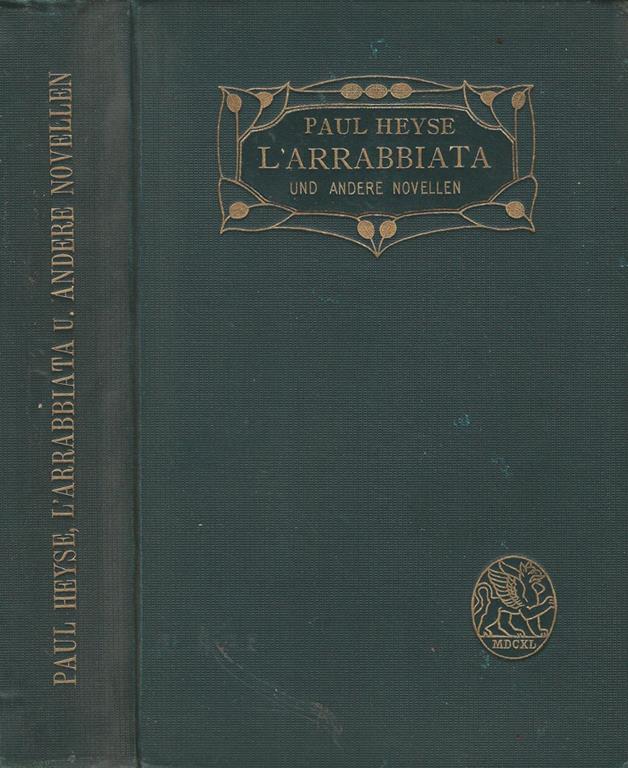 PAUL HEYSE, L'ARRABBIATA U. ANDERE NOVELLEN
PAUL HEYSE
L'ARRABBIATA
UND ANDERE NOVELLEN
MDCXL